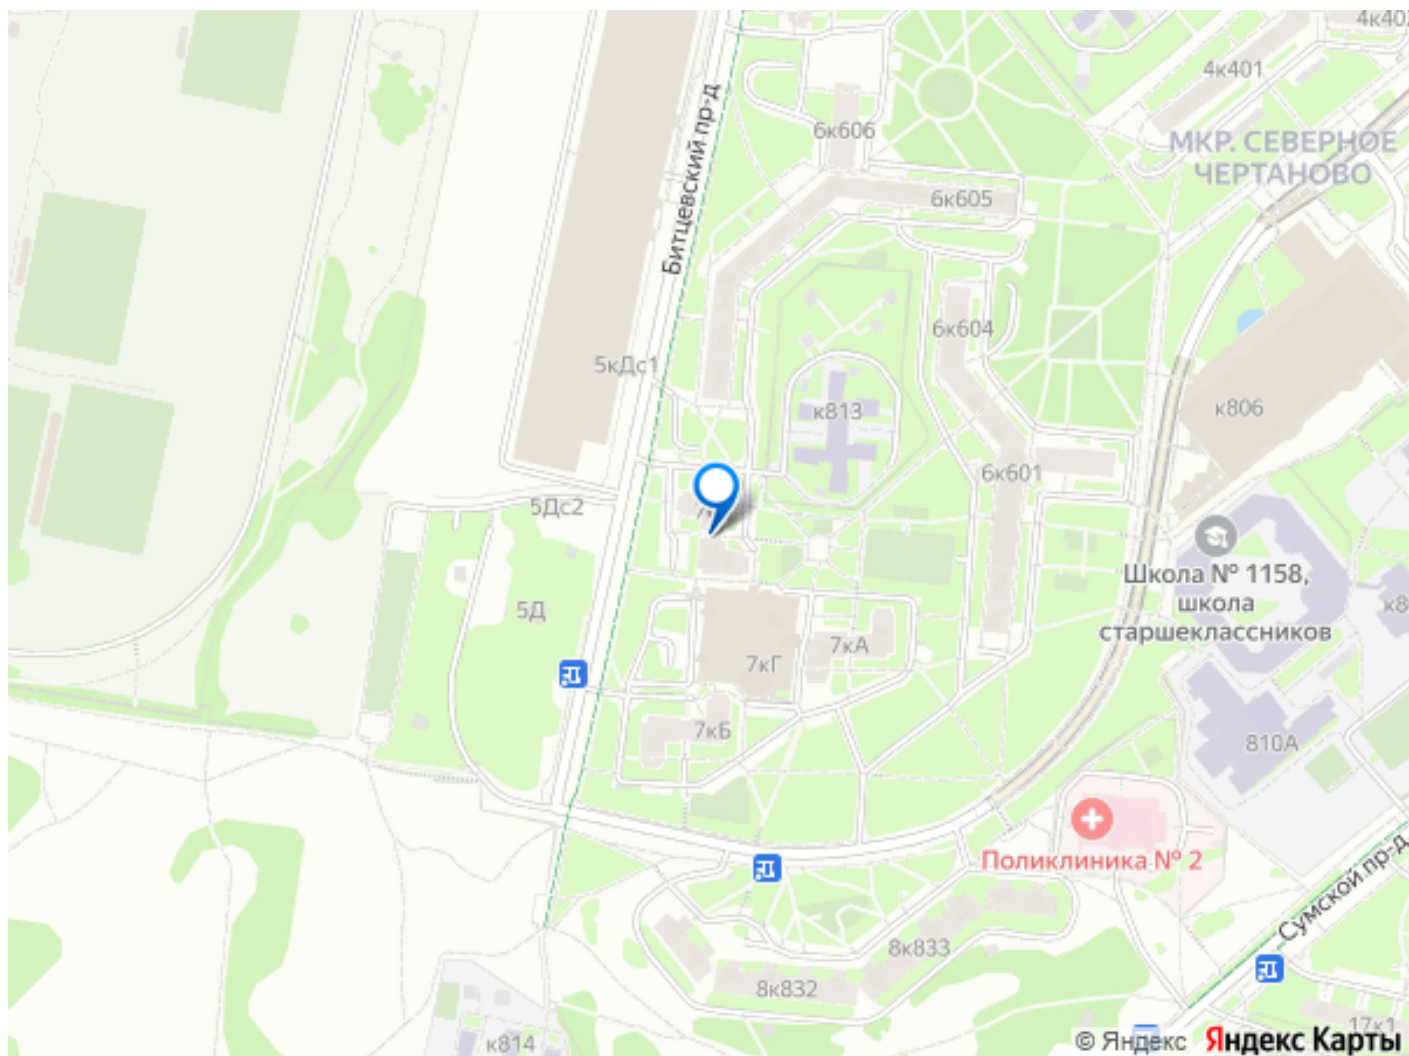 4к402
4к401
МКР. СЕВЕРНОЕ
ЧЕРТАНОВО
6к606
6к605
Битцевский пр-д
6к604
5кДс1
к813
к806
6к601
5Дс2
Школа № 1158,
школа
старшеклассников
5Д
7кА
7кГ
7кБ
810А
Поликлиника № 2
Сумской пр-д
8к833
8к832
17к1
к814
© Яндекс Яндекс Карты